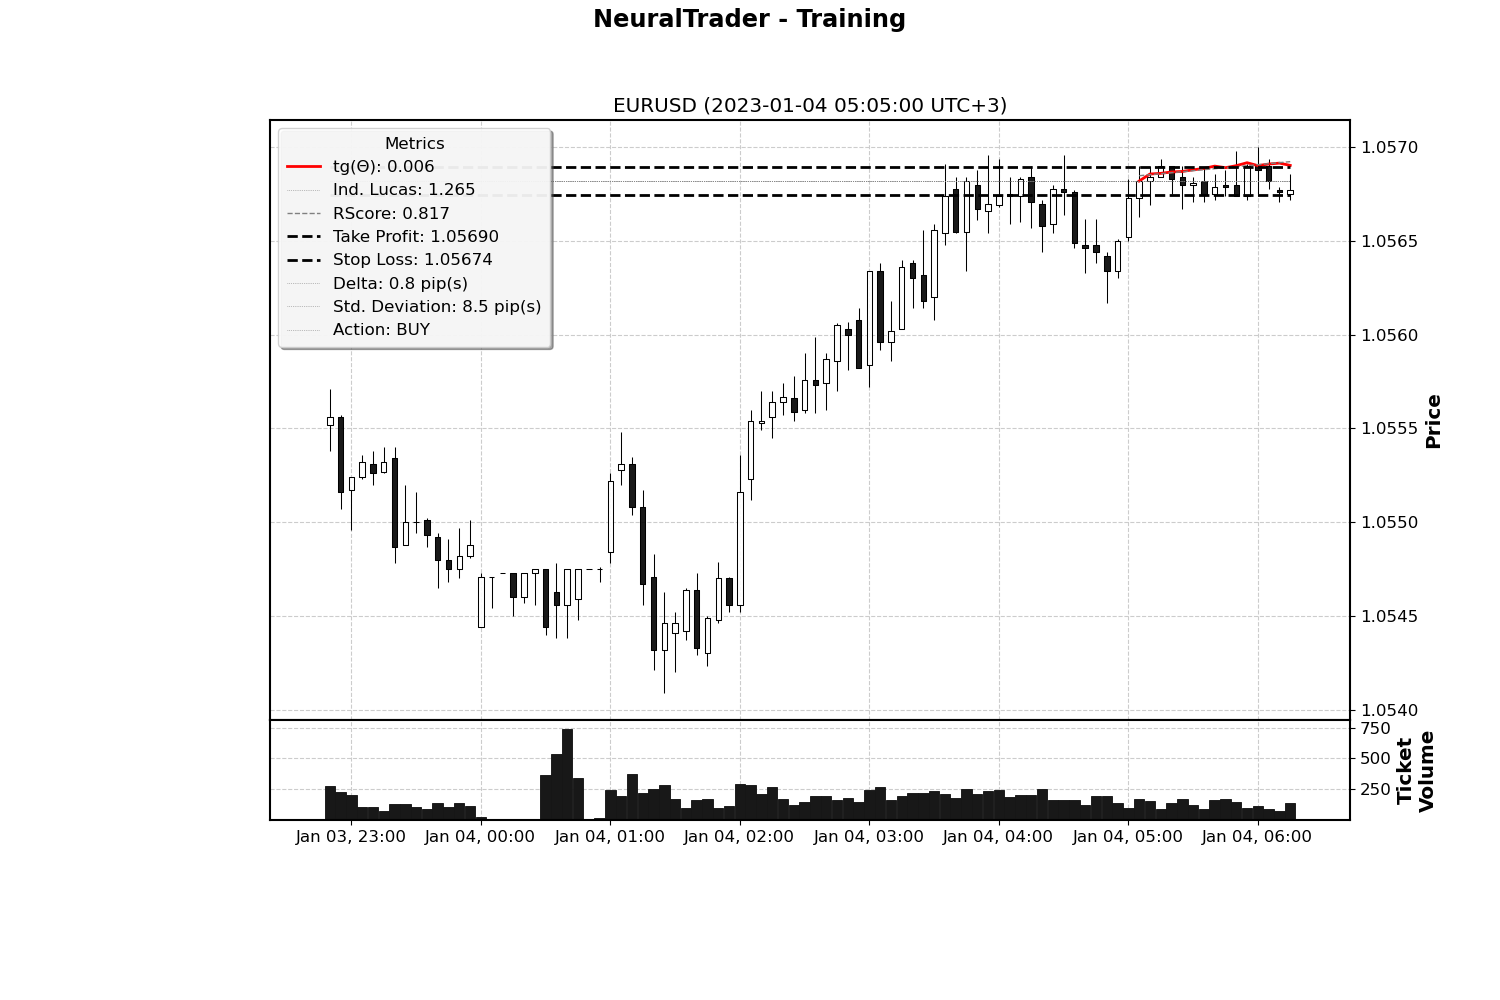 NeuralTrader - Training
EURUSD (2023-01-04 05:05:00 UTC+3)
Metrics
tg(Θ): 0.006
Ind. Lucas: 1.265
RScore: 0.817
Take Profit: 1.05690
Stop Loss: 1.05674
Delta: 0.8 pip(s)
Std. Deviation: 8.5 pip(s)
Action: BUY
1.0570
1.0565
1.0560
1.0555
1.0550
1.0545
1.0540
Price
750
500
250
Ticket
Volume
Jan 03, 23:00 Jan 04, 00:00 Jan 04, 01:00 Jan 04, 02:00 Jan 04, 03:00 Jan 04, 04:00 Jan 04, 05:00 Jan 04, 06:00